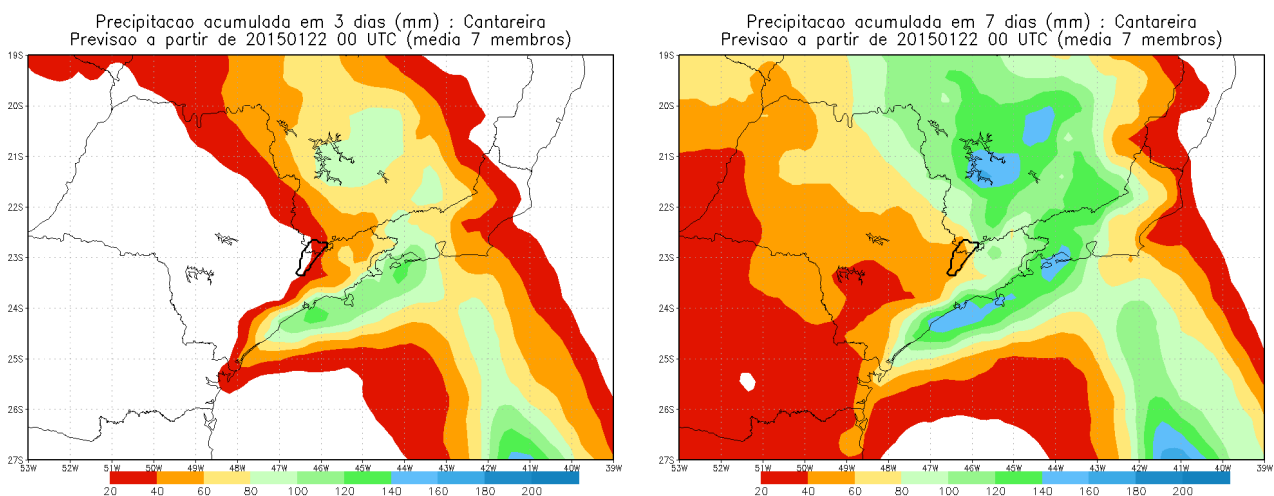 Precipitacao acumulada em 3 dias (mm) : Cantareira
Previsao a partir de 20150122 00 UTC (media 7 membros)
19S
20S
21S
22S
23S
24S
25S
26S
27S
53W 52W 51W 50W 49W 48W 47W 46W 45W 44W 43W 42W 41W 40W 39W
20 40 60 80 100 120 140 160 180 200
Precipitacao acumulada em 7 dias (mm) : Cantareira
Previsao a partir de 20150122 00 UTC (media 7 membros)
19S
20S
21S
22S
23S
24S
25S
26S
27S
53W 52W 51W 50W 49W 48W 47W 46W 45W 44W 43W 42W 41W 40W 39W
20 40 60 80 100 120 140 160 180 200